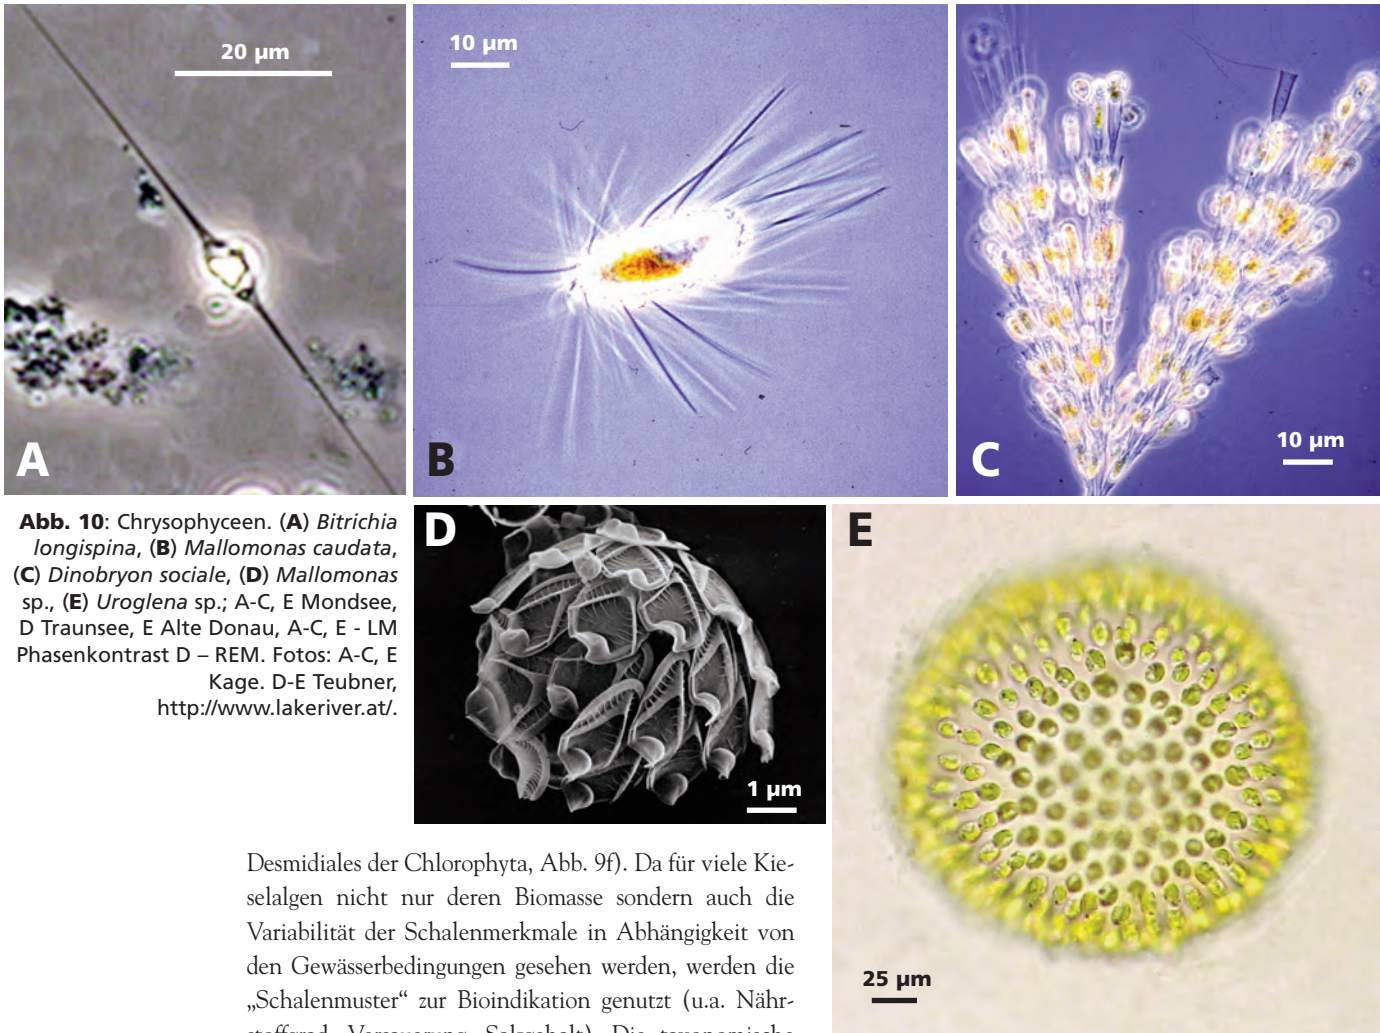 20 µm
A
10 µm
B
10 µm
C
Abb. 10: Chrysophyceen. (A) Bitrichia
longispina, (B) Mallomonas caudata,
(C) Dinobryon sociale, (D) Mallomonas
sp., (E) Uroglena sp.; A-C, E Mondsee,
D Traunsee, E Alte Donau, A-C, E - LM
Phasenkontrast D – REM. Fotos: A-C, E
Kage. D-E Teubner,
http://www.lakeriver.at/.
D
1 µm
E
25 µm
Desmidiales der Chlorophyta, Abb. 9f). Da für viele Kie-
selalgen nicht nur deren Biomasse sondern auch die
Variabilität der Schalenmerkmale in Abhängigkeit von
den Gewässerbedingungen gesehen werden, werden die
„Schalenmuster“ zur Bioindikation genutzt (u.a. Nähr-